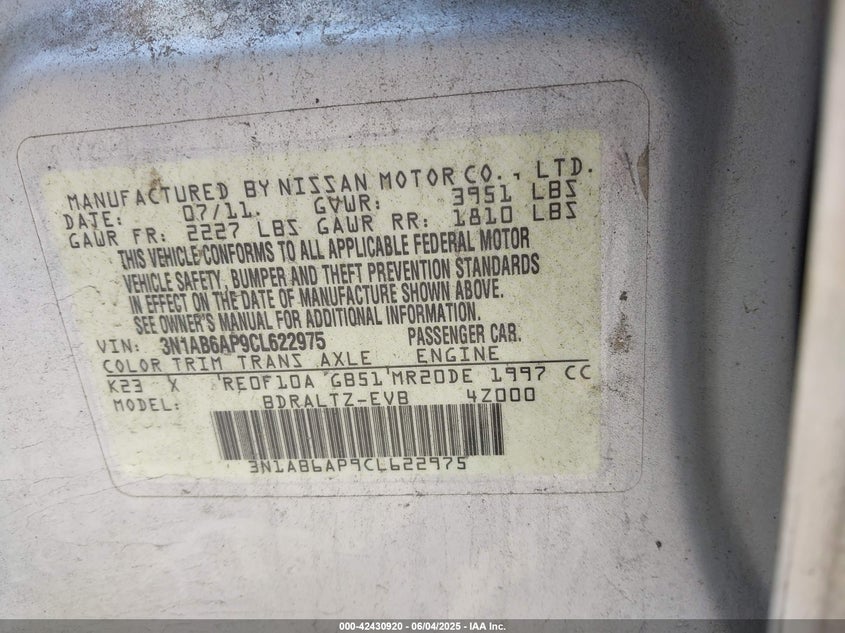 MANUFACTURED BY NISSAN MOTOR CO., LTD.
DATE: 07/11. GVWR: 3951 LBS
GAWR FR: 2227 LBS GAWR RR: 1810 LBS
THIS VEHICLE CONFORMS TO ALL APPLICABLE FEDERAL MOTOR
VEHICLE SAFETY, BUMPER AND THEFT PREVENTION STANDARDS
IN EFFECT ON THE DATE OF MANUFACTURE SHOWN ABOVE.
SEE OWNER'S MANUAL FOR ADDITIONAL INFORMATION.
VIN: 3N1AB6AP9CL622975 PASSENGER CAR.
COLOR TRIM TRANS AXLE ENGINE
K23 X RE0F10A GB51 MR20DE 1997 CC
MODEL: BDRALTZ-EVB 4Z000
3N1AB6AP9CL622975
000-42430920 - 06/04/2025 - IAA Inc.